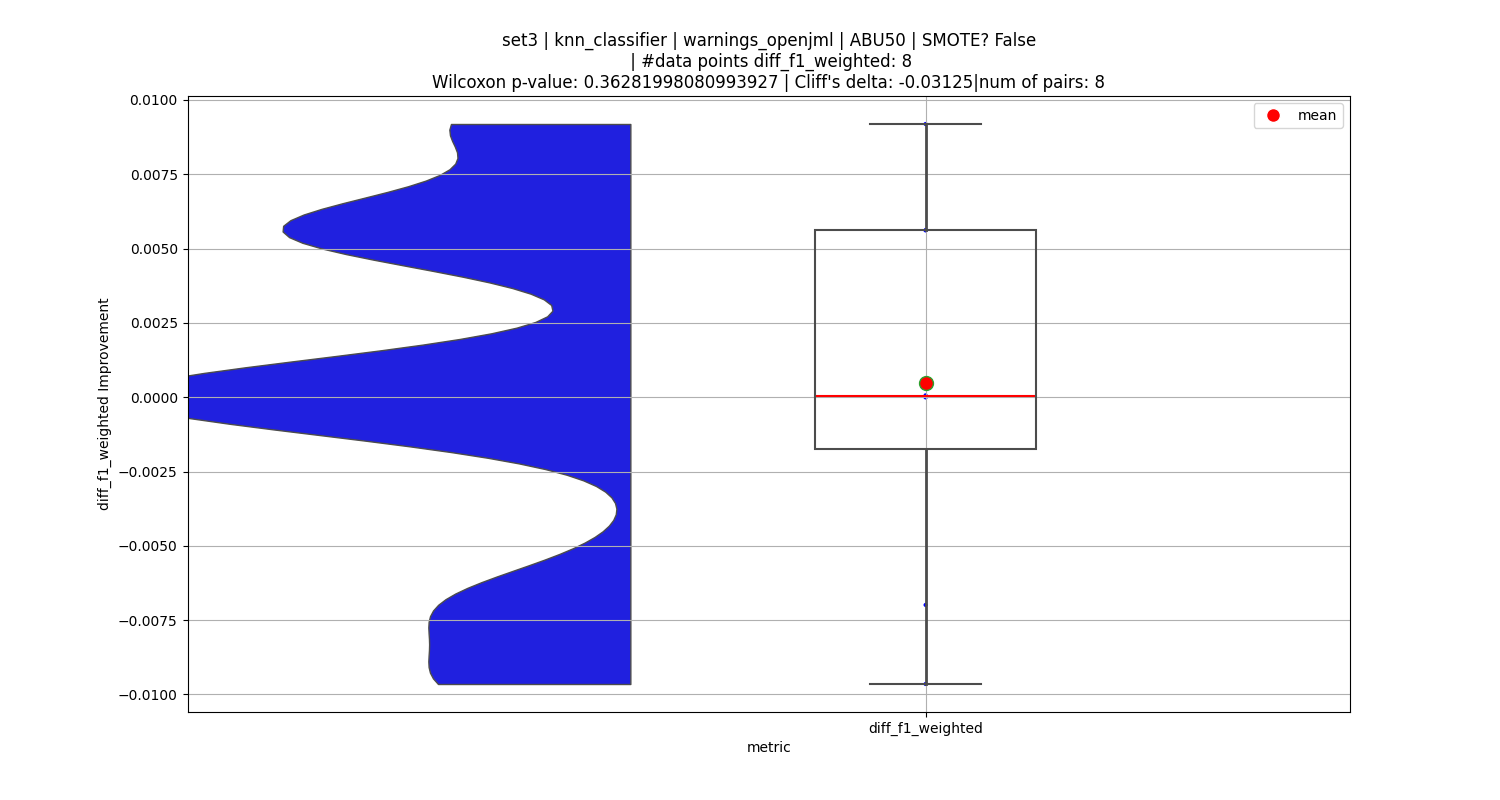 set3 | knn_classifier | warnings_openjml | ABU50 | SMOTE? False
| #data points diff_f1_weighted: 8
Wilcoxon p-value: 0.36281998080993927 | Cliff's delta: -0.03125|num of pairs: 8
mean
0.0100
0.0075
0.0050
0.0025
0.0000
−0.0025
−0.0050
−0.0075
−0.0100
diff_f1_weighted Improvement
diff_f1_weighted
metric